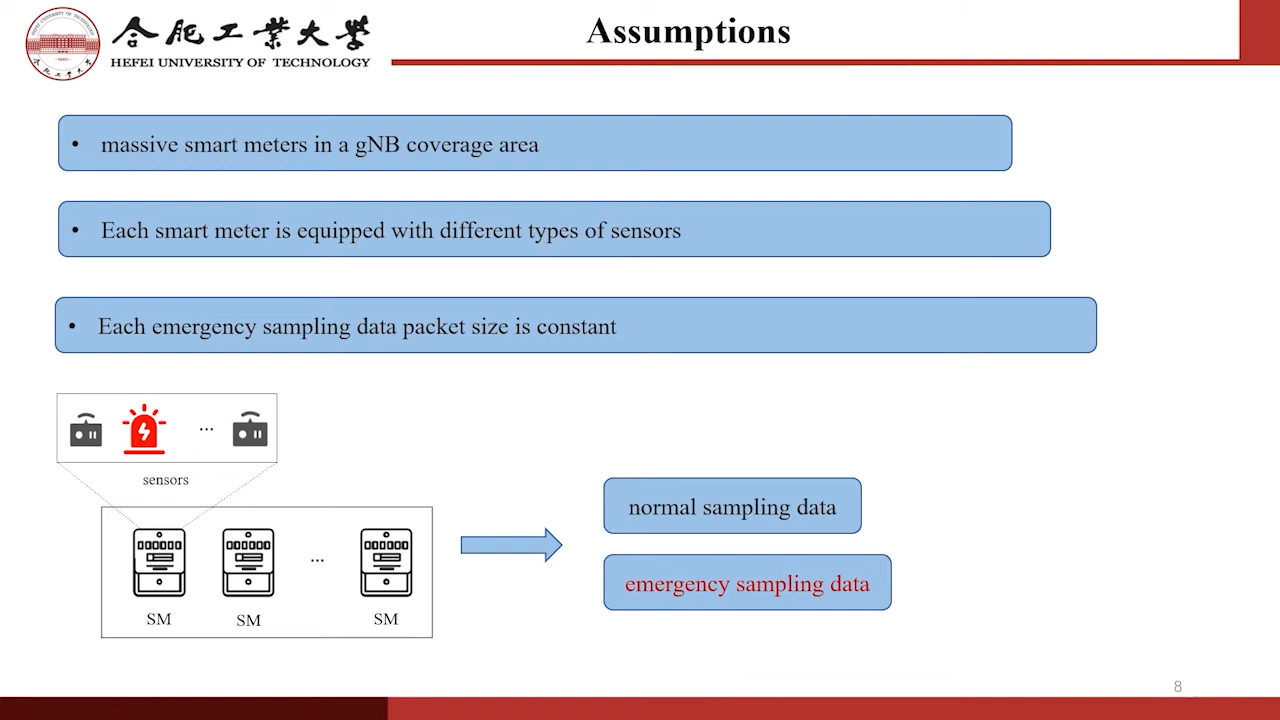 合肥工業大學
HEFEI UNIVERSITY OF TECHNOLOGY
Assumptions
• massive smart meters in a gNB coverage area
• Each smart meter is equipped with different types of sensors
• Each emergency sampling data packet size is constant
...
sensors
...
SM
SM
SM
normal sampling data
emergency sampling data
8